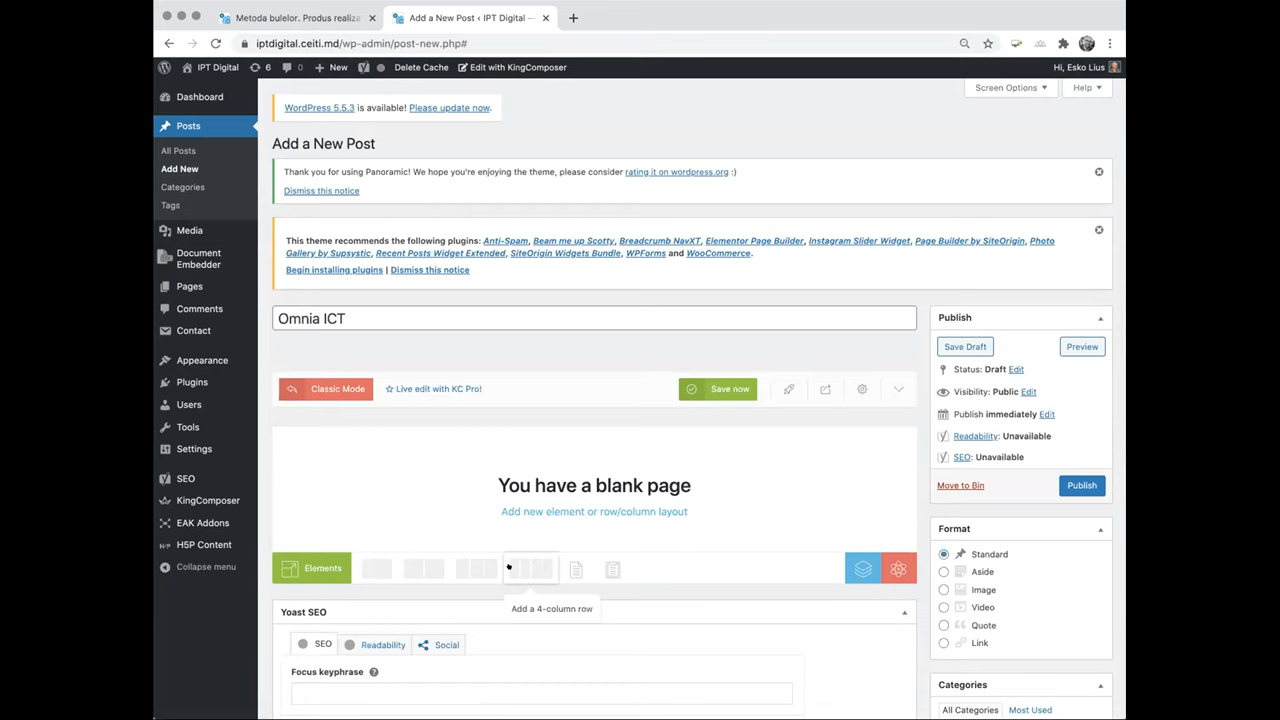 Metoda bulelor. Produs realiza
Add a New Post ‹ IPT Digital —
iptdigital.ceiti.md/wp-admin/post-new.php#
IPT Digital 6 0 New Delete Cache Edit with KingComposer Hi, Esko Lius
Screen Options Help
Dashboard
Posts
All Posts
Add New
Categories
Tags
Media
Document
Embedder
Pages
Comments
Contact
Appearance
Plugins
Users
Tools
Settings
SEO
KingComposer
EAK Addons
H5P Content
Collapse menu
WordPress 5.5.3 is available! Please update now.
Add a New Post
Thank you for using Panoramic! We hope you're enjoying the theme, please consider rating it on wordpress.org :)
Dismiss this notice
This theme recommends the following plugins: Anti-Spam, Beam me up Scotty, Breadcrumb NavXT, Elementor Page Builder, Instagram Slider Widget, Page Builder by SiteOrigin, Photo
Gallery by Supsystic, Recent Posts Widget Extended, SiteOrigin Widgets Bundle, WPForms and WooCommerce.
Begin installing plugins | Dismiss this notice
Omnia ICT
Classic Mode Live edit with KC Pro! Save now
You have a blank page
Add new element or row/column layout
Elements
Add a 4-column row
Yoast SEO
SEO Readability Social
Focus keyphrase
Publish
Save Draft Preview
Status: Draft Edit
Visibility: Public Edit
Publish immediately Edit
Readability: Unavailable
SEO: Unavailable
Move to Bin Publish
Format
Standard
Aside
Image
Video
Quote
Link
Categories
All Categories Most Used